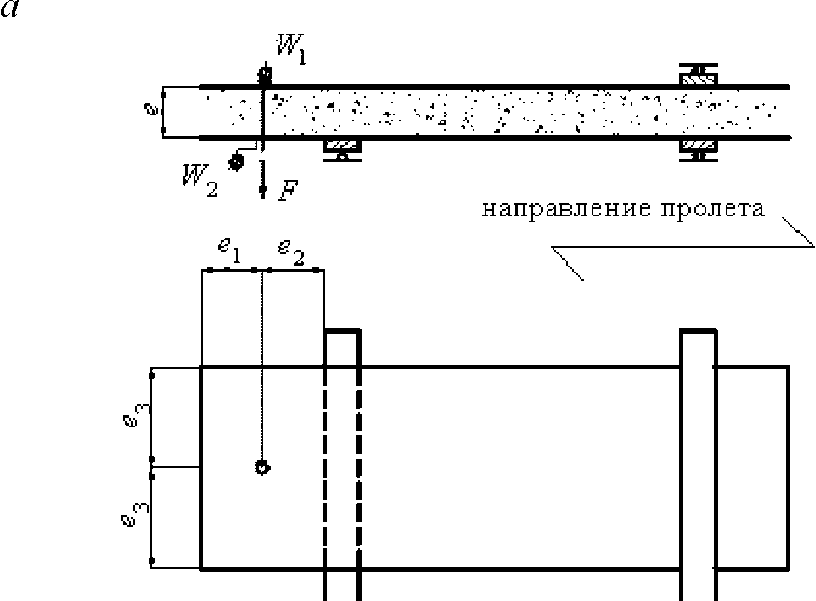 а
W1
e
W2
F
направление пролета
e1 e2
e3
e3